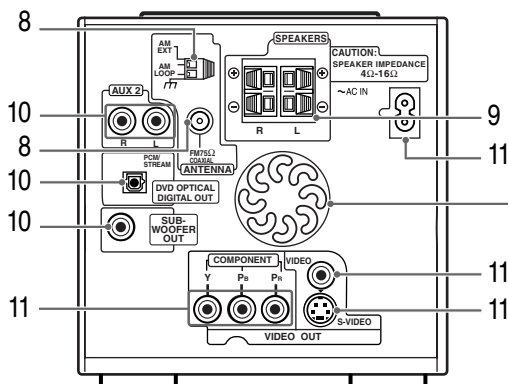 8
AM
EXT
AM
LOOP
SPEAKERS
CAUTION:
SPEAKER IMPEDANCE
4Ω-16Ω
~AC IN
AUX 2
10
R L
8
FM75Ω
COAXIAL
ANTENNA
R L
9
11
PCM/
STREAM
10
DVD OPTICAL
DIGITAL OUT
10
SUB-
WOOFER
OUT
COMPONENT
VIDEO
Y PB PR
11
11
11
S-VIDEO
VIDEO OUT